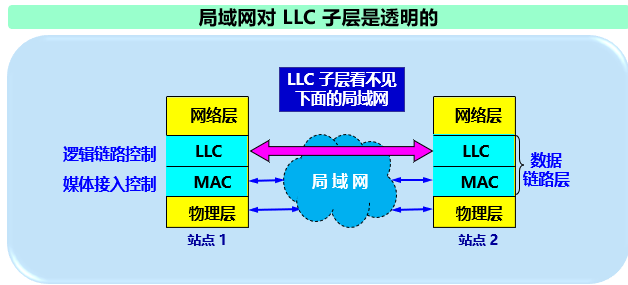 局域网对 LLC 子层是透明的
LLC 子层看不见
下面的局域网
网络层
网络层
逻辑链路控制
LLC
LLC
数据
链路层
媒体接入控制
MAC
局域网
MAC
物理层
物理层
站点 1
站点 2